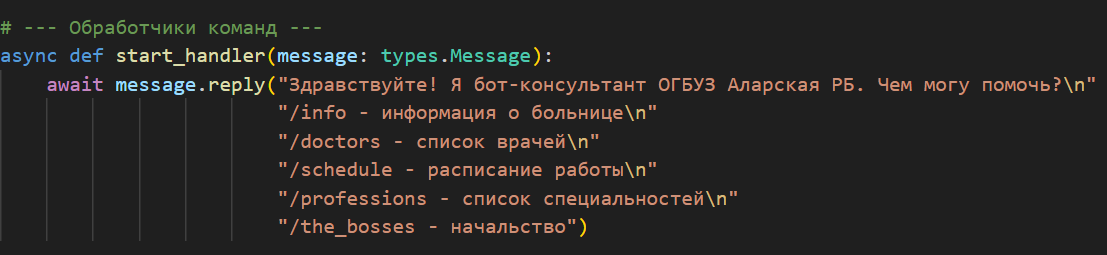 # --- Обработчики команд ---
async def start_handler(message: types.Message):
    await message.reply("Здравствуйте! Я бот-консультант ОГБУЗ Аларская РБ. Чем могу помочь?\n"
                        "/info - информация о больнице\n"
                        "/doctors - список врачей\n"
                        "/schedule - расписание работы\n"
                        "/professions - список специальностей\n"
                        "/the_bosses - начальство")